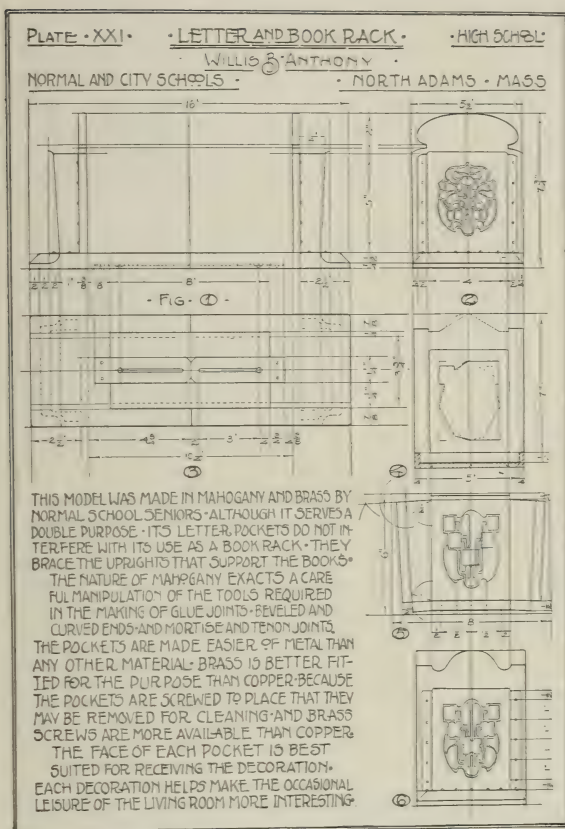 PLATE · XXI · · LETTER AND BOOK RACK · · HIGH SCHOOL ·
WILLIS B · ANTHONY ·
NORMAL AND CITY SCHOOLS · · NORTH ADAMS · MASS
16"
8"
- FIG · 1 -
2
3
4
8
5
6
THIS MODEL WAS MADE IN MAHOGANY AND BRASS BY
NORMAL SCHOOL SENIORS · ALTHOUGH IT SERVES A
DOUBLE PURPOSE · ITS LETTER POCKETS DO NOT IN-
TERFERE WITH ITS USE AS A BOOK RACK · THEY
BRACE THE UPRIGHTS THAT SUPPORT THE BOOKS ·
THE NATURE OF MAHOGANY EXACTS A CARE
FUL MANIPULATION OF THE TOOLS REQUIRED
IN THE MAKING OF GLUE JOINTS · BEVELED AND
CURVED ENDS · AND MORTISE AND TENON JOINTS.
THE POCKETS ARE MADE EASIER OF METAL THAN
ANY OTHER MATERIAL · BRASS IS BETTER FIT-
TED FOR THE PURPOSE THAN COPPER · BECAUSE
THE POCKETS ARE SCREWED TO PLACE THAT THEY
MAY BE REMOVED FOR CLEANING · AND BRASS
SCREWS ARE MORE AVAILABLE THAN COPPER.
THE FACE OF EACH POCKET IS BEST
SUITED FOR RECEIVING THE DECORATION ·
EACH DECORATION HELPS MAKE THE OCCASIONAL
LEISURE OF THE LIVING ROOM MORE INTERESTING ·